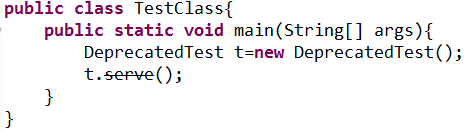 public class TestClass{
    public static void main(String[] args){
        DeprecatedTest t=new DeprecatedTest();
        t.serve();
    }
}